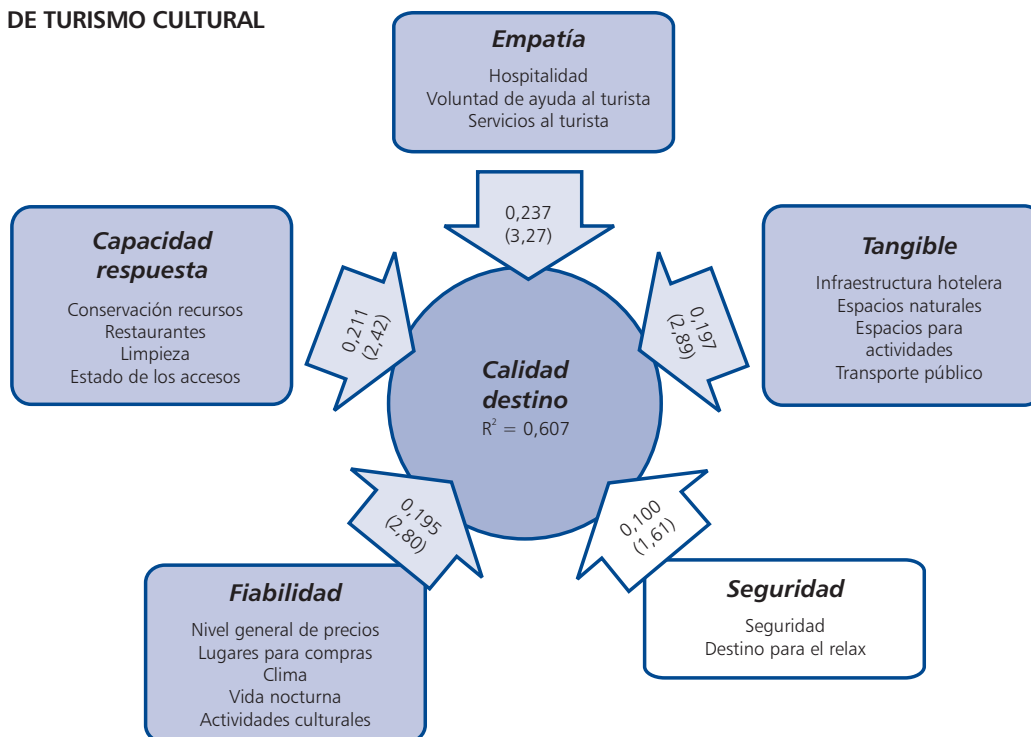 DE TURISMO CULTURAL
Empatía
Hospitalidad
Voluntad de ayuda al turista
Servicios al turista
0,237
(3,27)
Capacidad
respuesta
Conservación recursos
Restaurantes
Limpieza
Estado de los accesos
0,211
(2,42)
Tangible
Infraestructura hotelera
Espacios naturales
Espacios para
actividades
Transporte público
0,197
(2,89)
Calidad
destino
R² = 0,607
0,195
(2,80)
Fiabilidad
Nivel general de precios
Lugares para compras
Clima
Vida nocturna
Actividades culturales
0,100
(1,61)
Seguridad
Seguridad
Destino para el relax